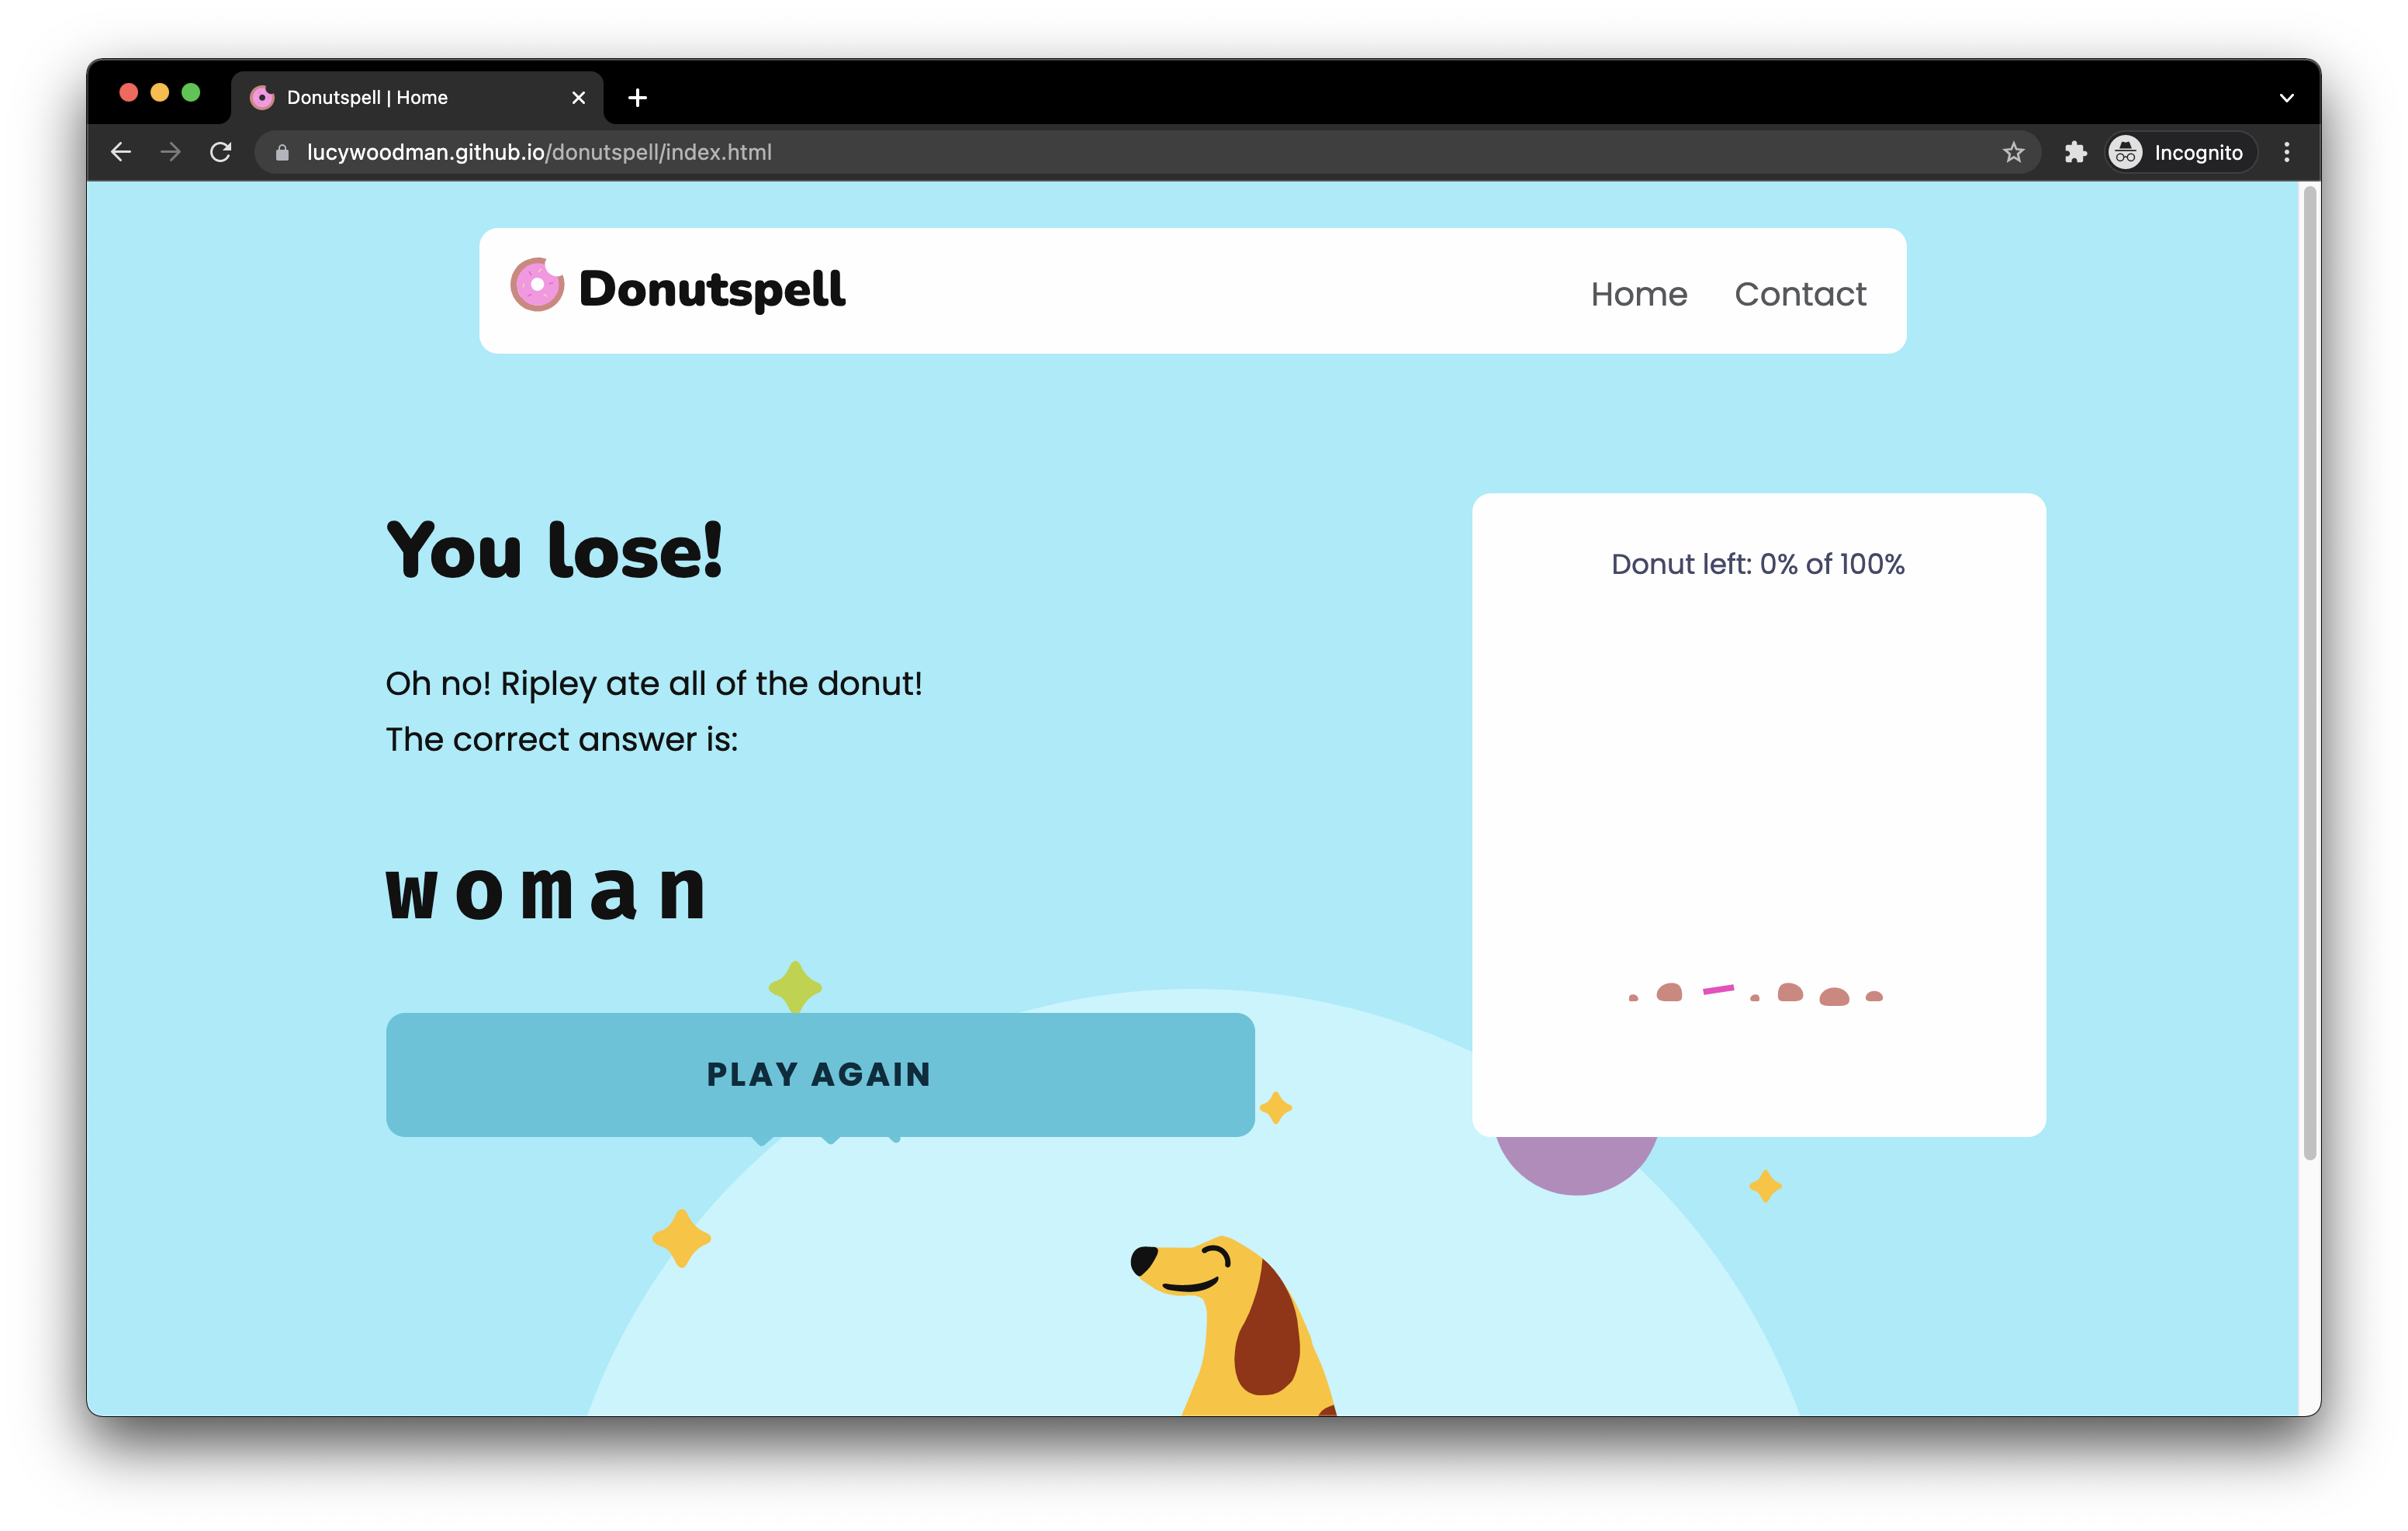 Donutspell | Home
lucywoodman.github.io/donutspell/index.html
Incognito
Donutspell
Home
Contact
You lose!
Donut left: 0% of 100%
Oh no! Ripley ate all of the donut!
The correct answer is:
woman
PLAY AGAIN